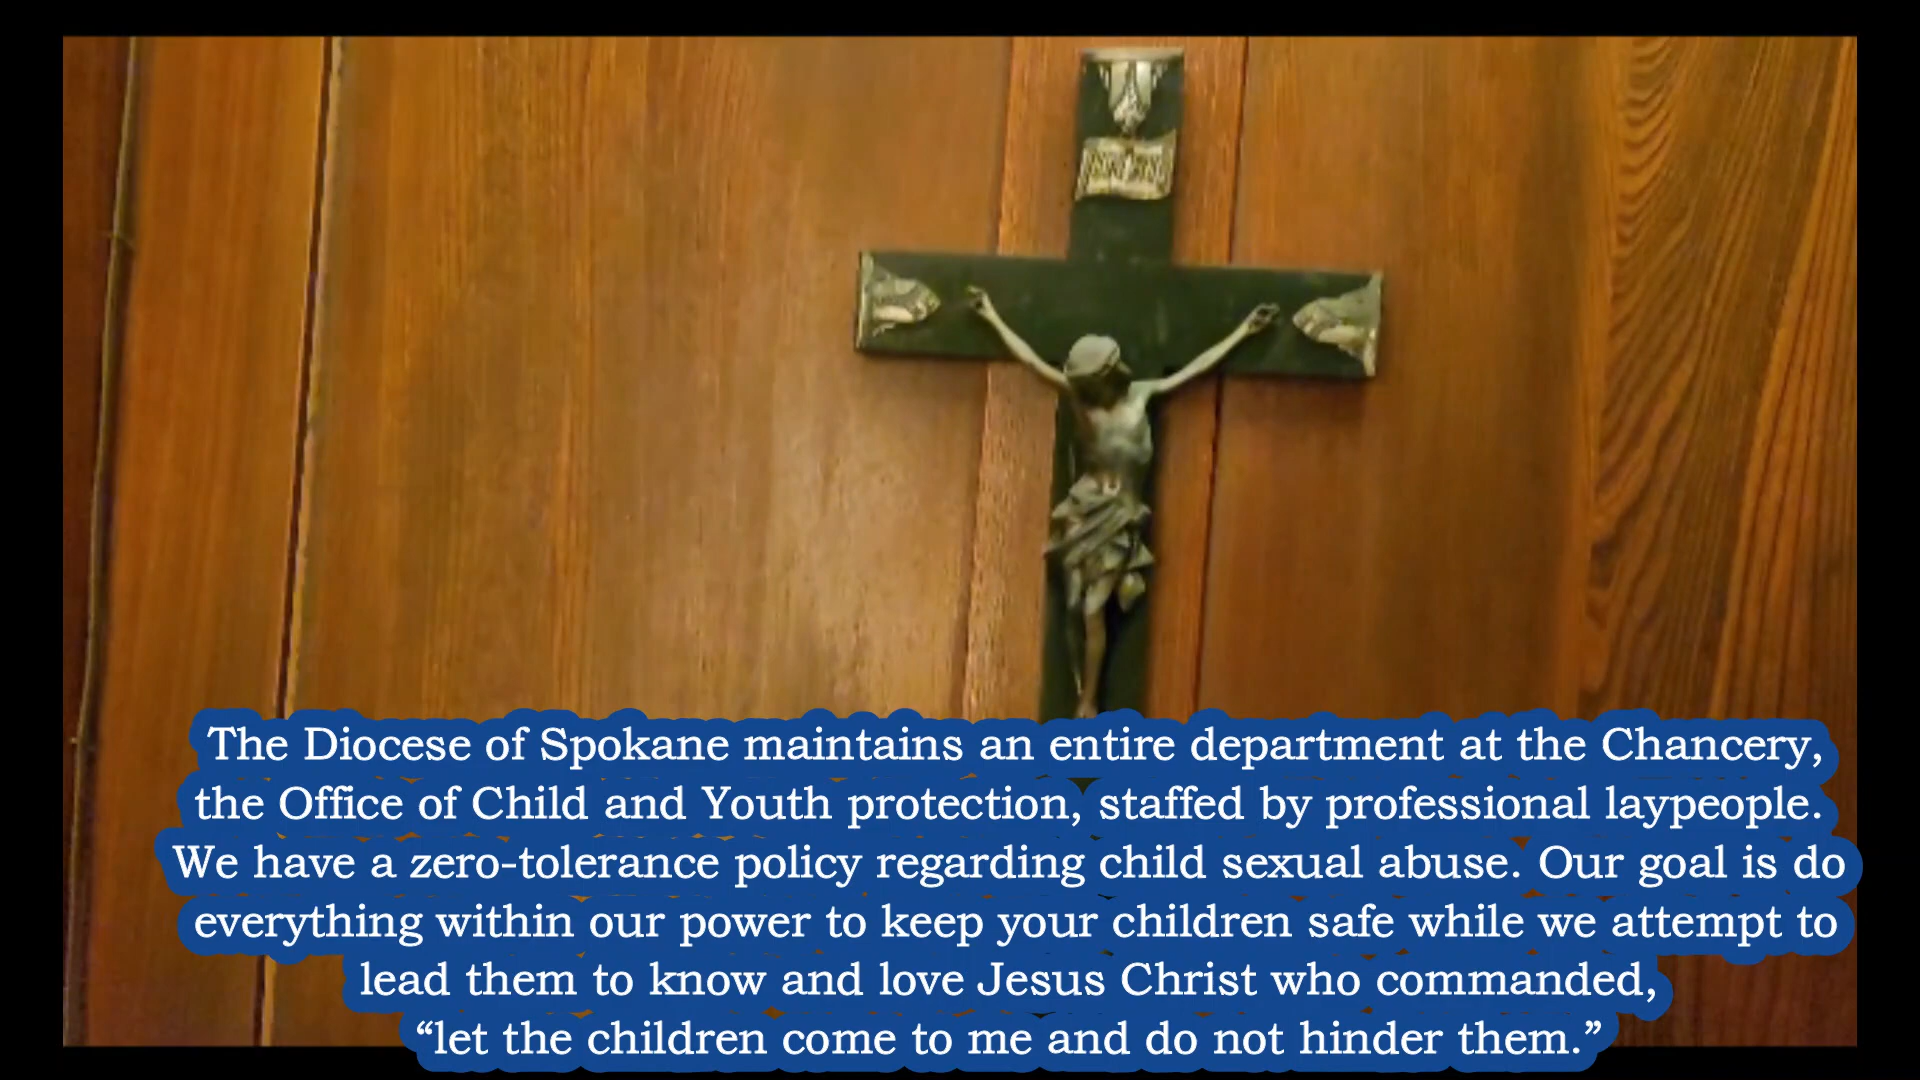 The Diocese of Spokane maintains an entire department at the Chancery,
the Office of Child and Youth protection, staffed by professional laypeople.
We have a zero-tolerance policy regarding child sexual abuse. Our goal is do
everything within our power to keep your children safe while we attempt to
lead them to know and love Jesus Christ who commanded,
“let the children come to me and do not hinder them.”